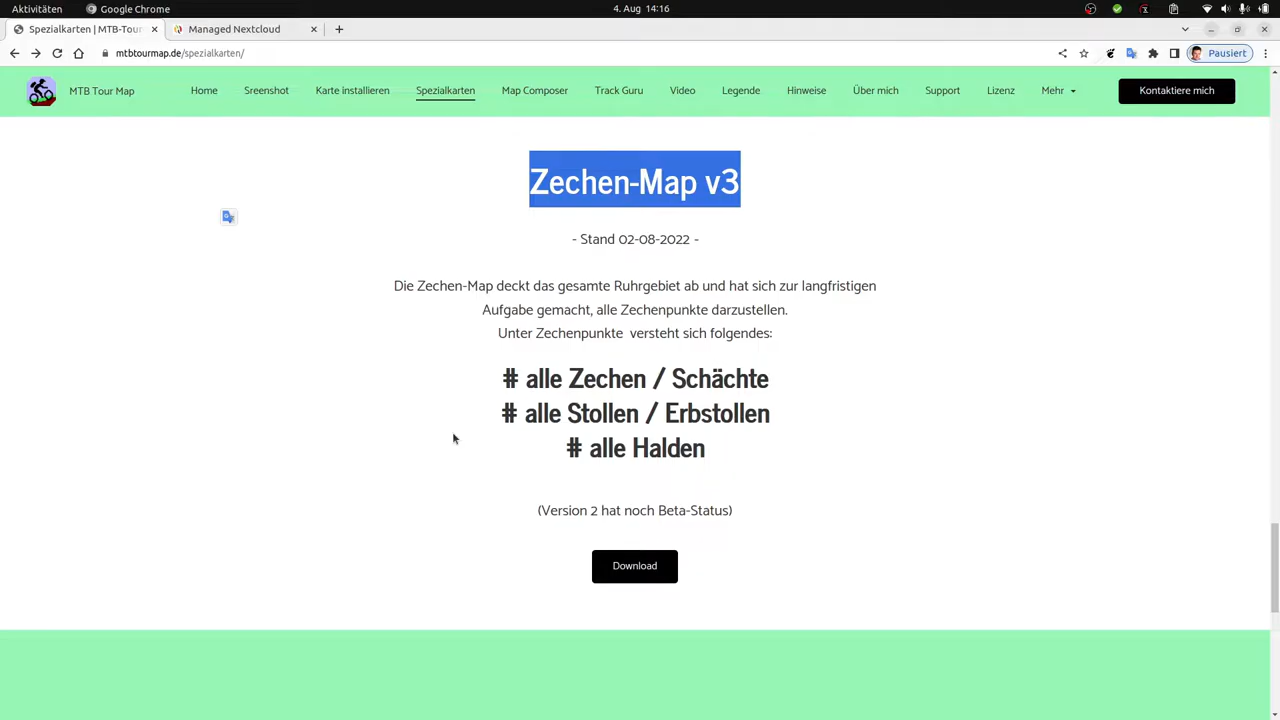 Aktivitäten Google Chrome 4. Aug 14:16
Spezialkarten | MTB-Tour Managed Nextcloud
mtbtourmap.de/spezialkarten/ Pausiert
MTB Tour Map Home Sreenshot Karte installieren Spezialkarten Map Composer Track Guru Video Legende Hinweise Über mich Support Lizenz Mehr Kontaktiere mich
Zechen-Map v3
- Stand 02-08-2022 -
Die Zechen-Map deckt das gesamte Ruhrgebiet ab und hat sich zur langfristigen
Aufgabe gemacht, alle Zechenpunkte darzustellen.
Unter Zechenpunkte versteht sich folgendes:
# alle Zechen / Schächte
# alle Stollen / Erbstollen
# alle Halden
(Version 2 hat noch Beta-Status)
Download